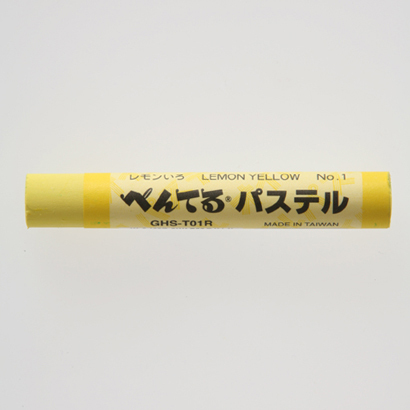 レモンいろ LEMON YELLOW No.1
ぺんてる® パステル
GHS-T01R MADE IN TAIWAN